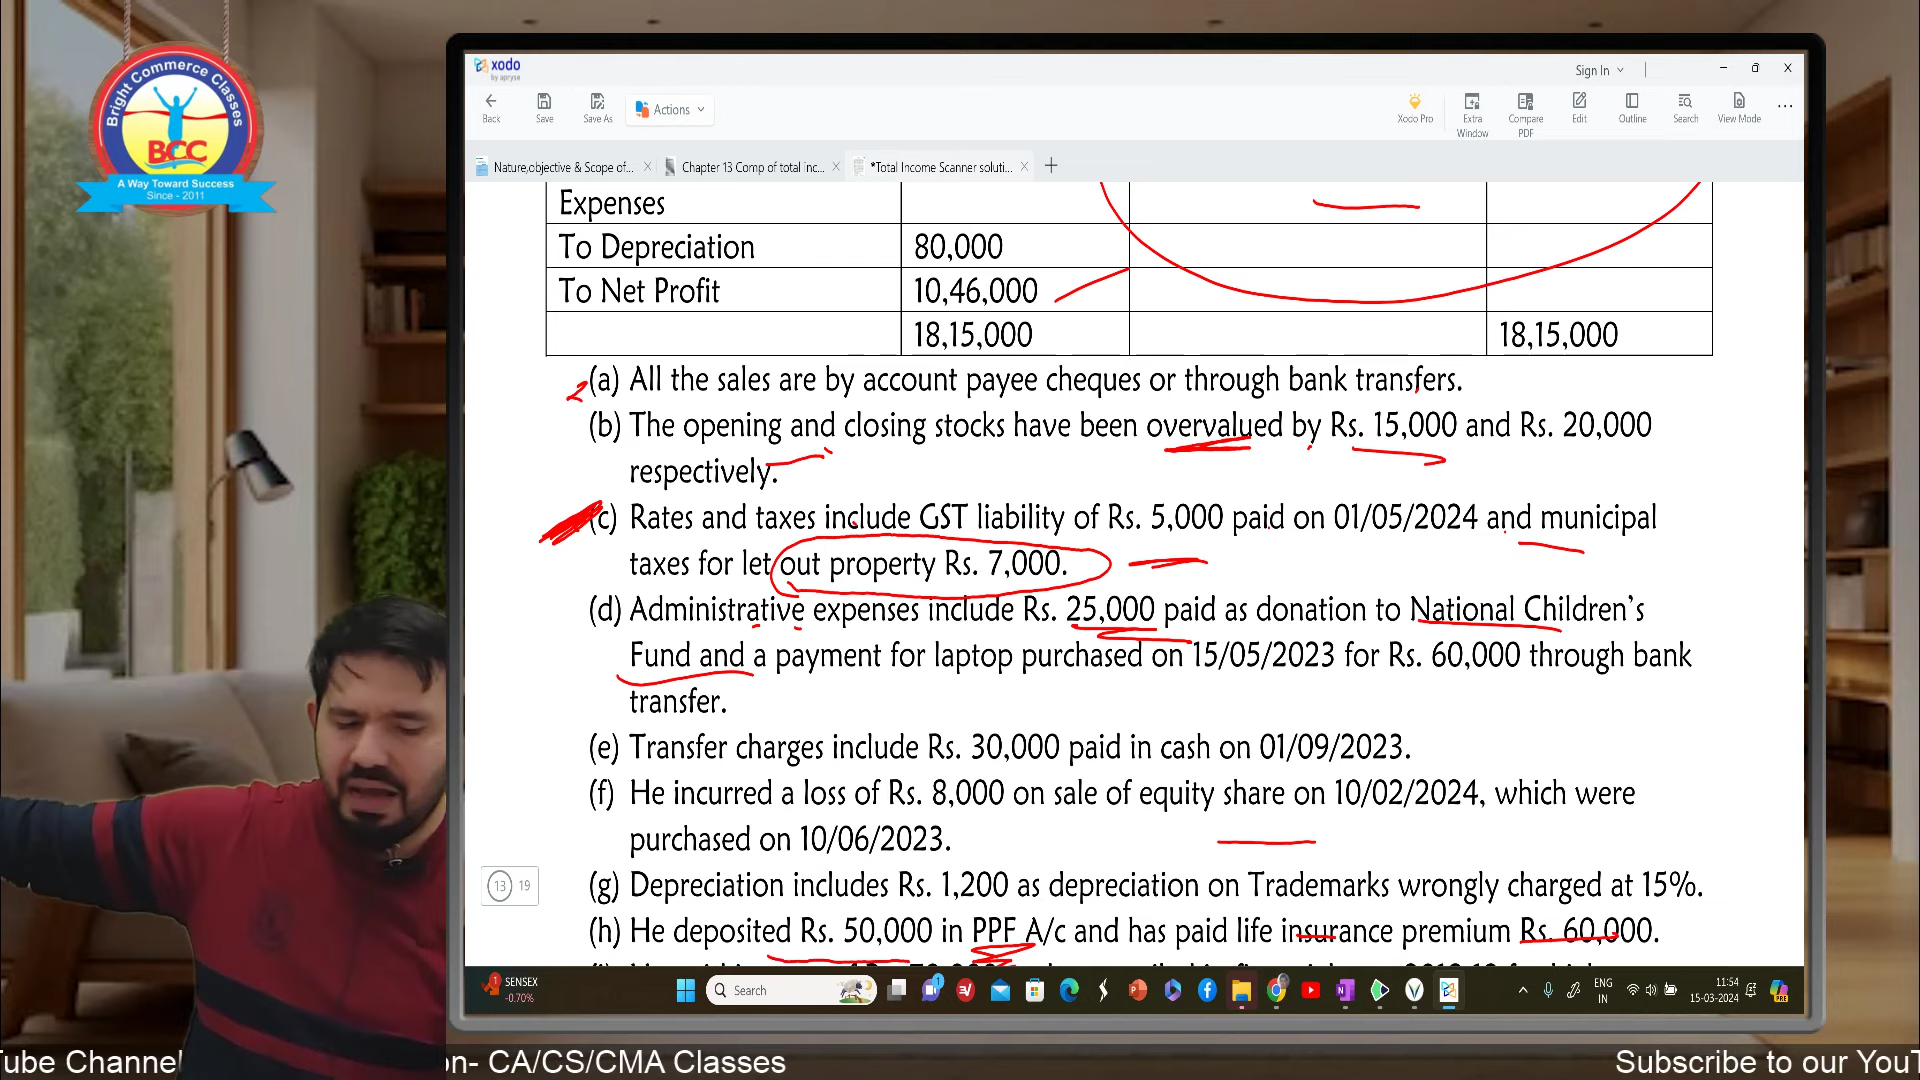 Bright Commerce Classes
BCC
A Way Toward Success
Since - 2011
xodo
by apryse
Sign In
Back
Save
Save As
Actions
Xodo Pro
Extra Window
Compare PDF
Edit
Outline
Search
View Mode
Nature,objective & Scope of...
Chapter 13 Comp of total inc...
*Total Income Scanner soluti...
Expenses
To Depreciation 80,000
To Net Profit 10,46,000
18,15,000 18,15,000
2
(a) All the sales are by account payee cheques or through bank transfers.
(b) The opening and closing stocks have been overvalued by Rs. 15,000 and Rs. 20,000
respectively.
(c) Rates and taxes include GST liability of Rs. 5,000 paid on 01/05/2024 and municipal
taxes for let out property Rs. 7,000.
(d) Administrative expenses include Rs. 25,000 paid as donation to National Children's
Fund and a payment for laptop purchased on 15/05/2023 for Rs. 60,000 through bank
transfer.
(e) Transfer charges include Rs. 30,000 paid in cash on 01/09/2023.
(f) He incurred a loss of Rs. 8,000 on sale of equity share on 10/02/2024, which were
purchased on 10/06/2023.
13 19
(g) Depreciation includes Rs. 1,200 as depreciation on Trademarks wrongly charged at 15%.
(h) He deposited Rs. 50,000 in PPF A/c and has paid life insurance premium Rs. 60,000.
1
SENSEX
-0.70%
Search
1
ENG
IN
11:54
15-03-2024
Tube Channel
on- CA/CS/CMA Classes
Subscribe to our YouT